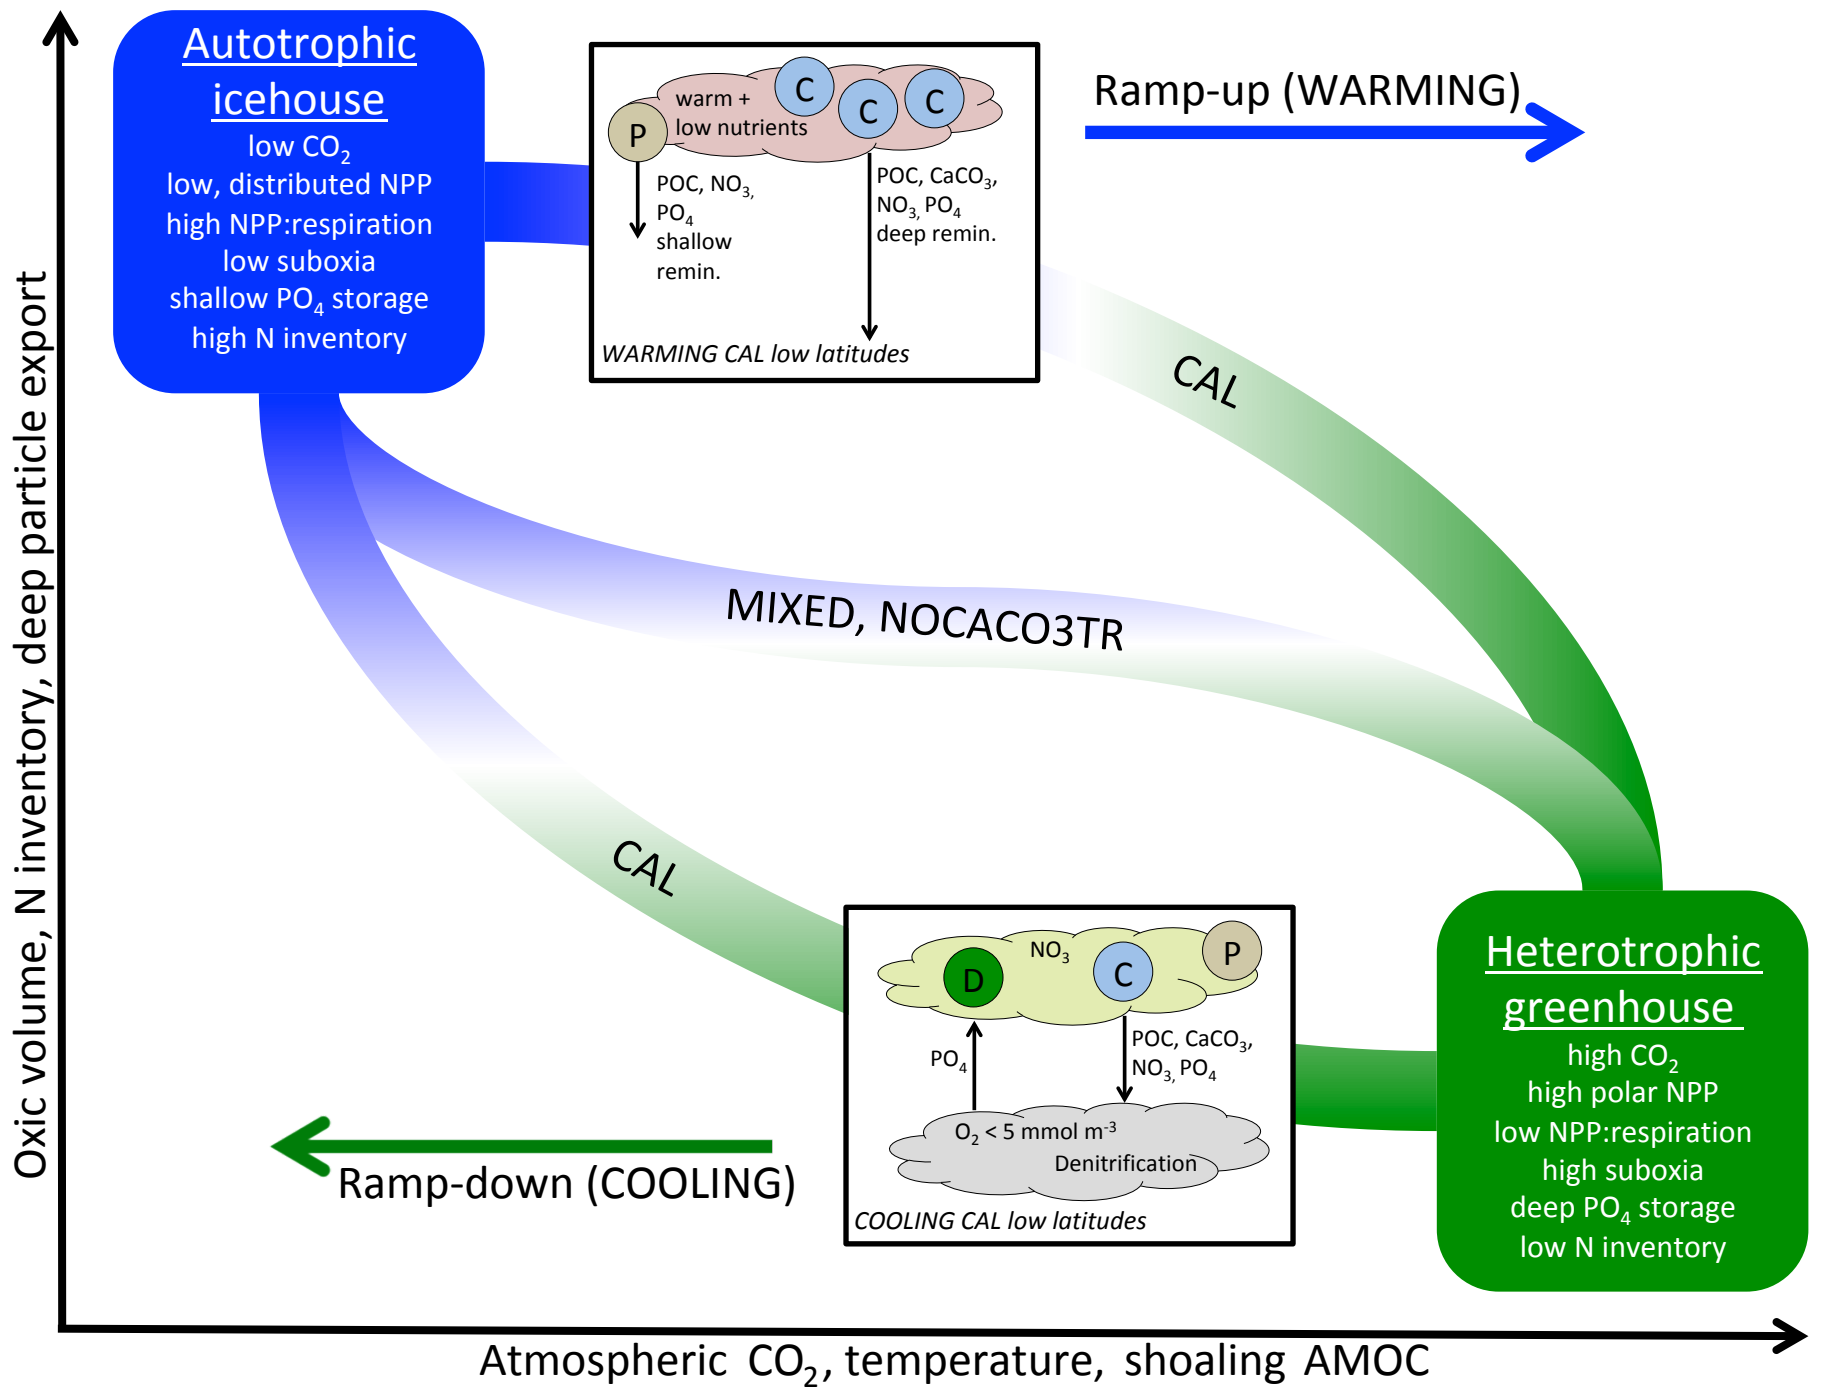 Autotrophic
icehouse
low CO2
low, distributed NPP
high NPP:respiration
low suboxia
shallow PO4 storage
high N inventory
warm +
low nutrients
P
C
C
C
POC, NO3,
PO4
shallow
remin.
POC, CaCO3,
NO3, PO4
deep remin.
WARMING CAL low latitudes
Ramp-up (WARMING)
CAL
MIXED, NOCACO3TR
CAL
NO3
D
C
P
PO4
POC, CaCO3,
NO3, PO4
O2 < 5 mmol m-3
Denitrification
COOLING CAL low latitudes
Ramp-down (COOLING)
Heterotrophic
greenhouse
high CO2
high polar NPP
low NPP:respiration
high suboxia
deep PO4 storage
low N inventory
Oxic volume, N inventory, deep particle export
Atmospheric CO2, temperature, shoaling AMOC